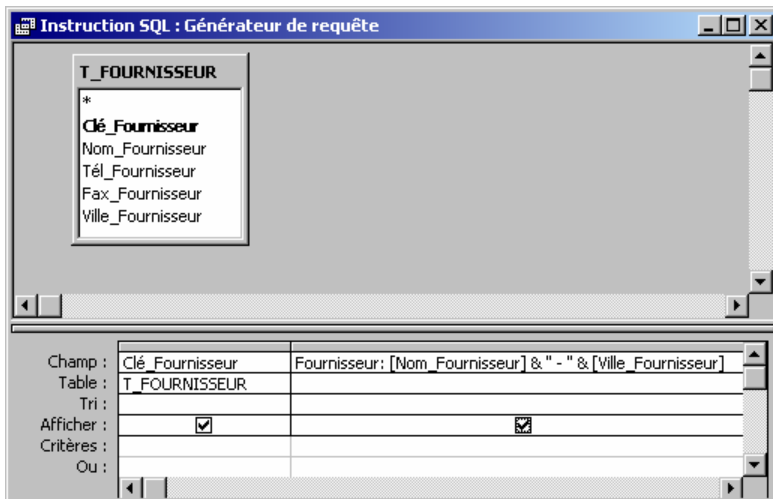 Instruction SQL : Générateur de requête
T_FOURNISSEUR
*
Clé_Fournisseur
Nom_Fournisseur
Tél_Fournisseur
Fax_Fournisseur
Ville_Fournisseur
Champ : Clé_Fournisseur Fournisseur: [Nom_Fournisseur] & " - " & [Ville_Fournisseur]
Table : T_FOURNISSEUR
Tri :
Afficher :
Critères :
Ou :